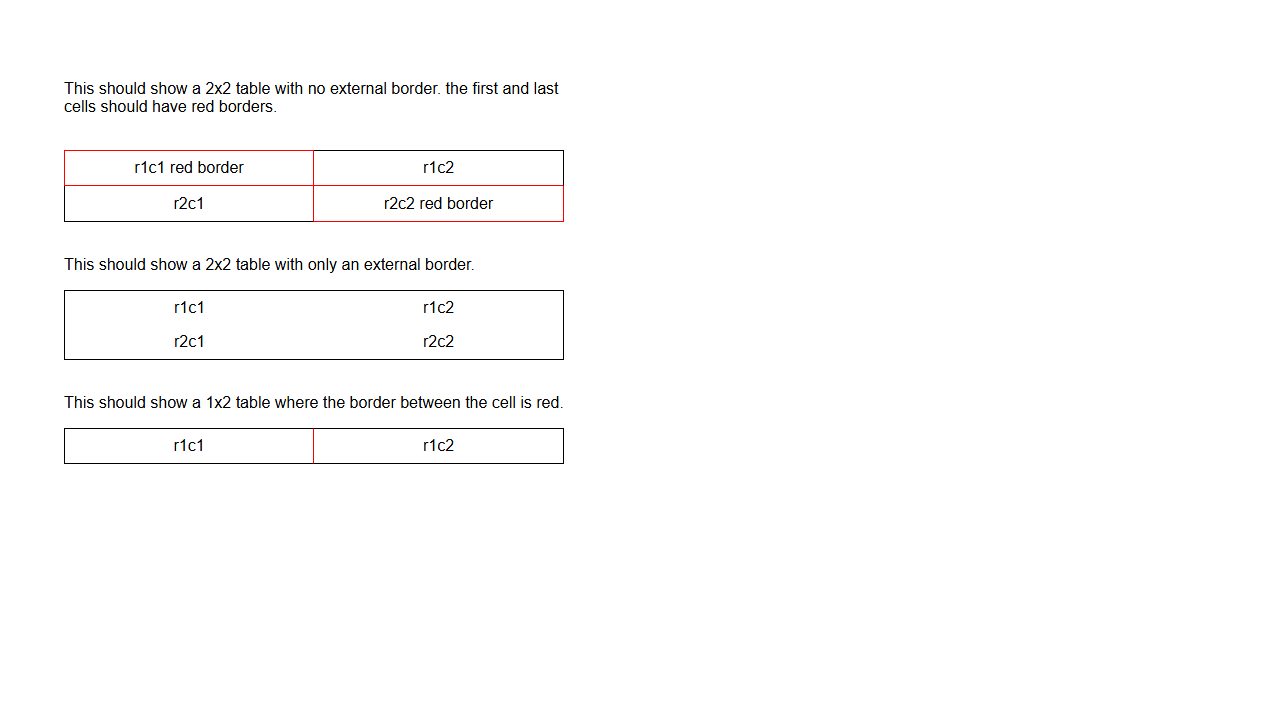 This should show a 2x2 table with no external border. the first and last
cells should have red borders.
r1c1 red border r1c2
r2c1 r2c2 red border
This should show a 2x2 table with only an external border.
r1c1 r1c2
r2c1 r2c2
This should show a 1x2 table where the border between the cell is red.
r1c1 r1c2